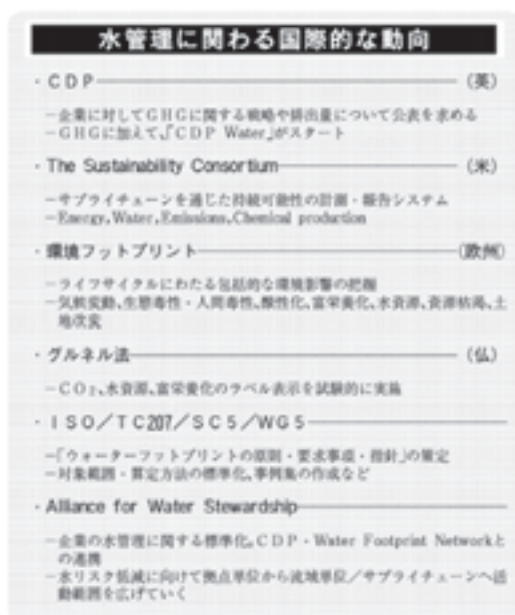 水管理に関わる国際的な動向
・CDP (英)
－企業に対してGHGに関する戦略や排出量について公表を求める
－GHGに加えて、「CDP Water」がスタート
・The Sustainability Consortium (米)
－サプライチェーンを通じた持続可能性の計測・報告システム
－Energy,Water,Emissions,Chemical production
・環境フットプリント (欧州)
－ライフサイクルにわたる包括的な環境影響の把握
－気候変動、生態毒性・人間毒性、酸性化、富栄養化、水資源、資源枯渇、土
地改変
・グルネル法 (仏)
－CO₂、水資源、富栄養化のラベル表示を試験的に実施
・ISO／TC207／SC5／WG5
－「ウォーターフットプリントの原則・要求事項・指針」の策定
－対象範囲・算定方法の標準化、事例集の作成など
・Alliance for Water Stewardship
－企業の水管理に関する標準化。CDP・Water Footprint Networkと
の連携
－水リスク低減に向けて拠点単位から流域単位／サプライチェーンへ活
動範囲を広げていく